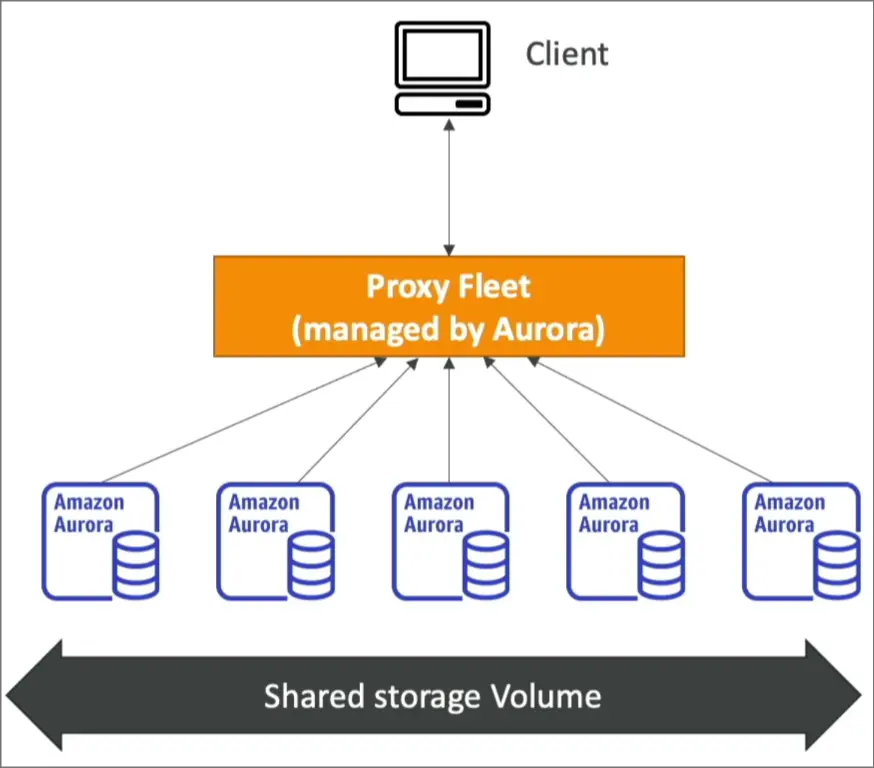 Client
Proxy Fleet
(managed by Aurora)
Amazon
Aurora
Amazon
Aurora
Amazon
Aurora
Amazon
Aurora
Amazon
Aurora
Shared storage Volume